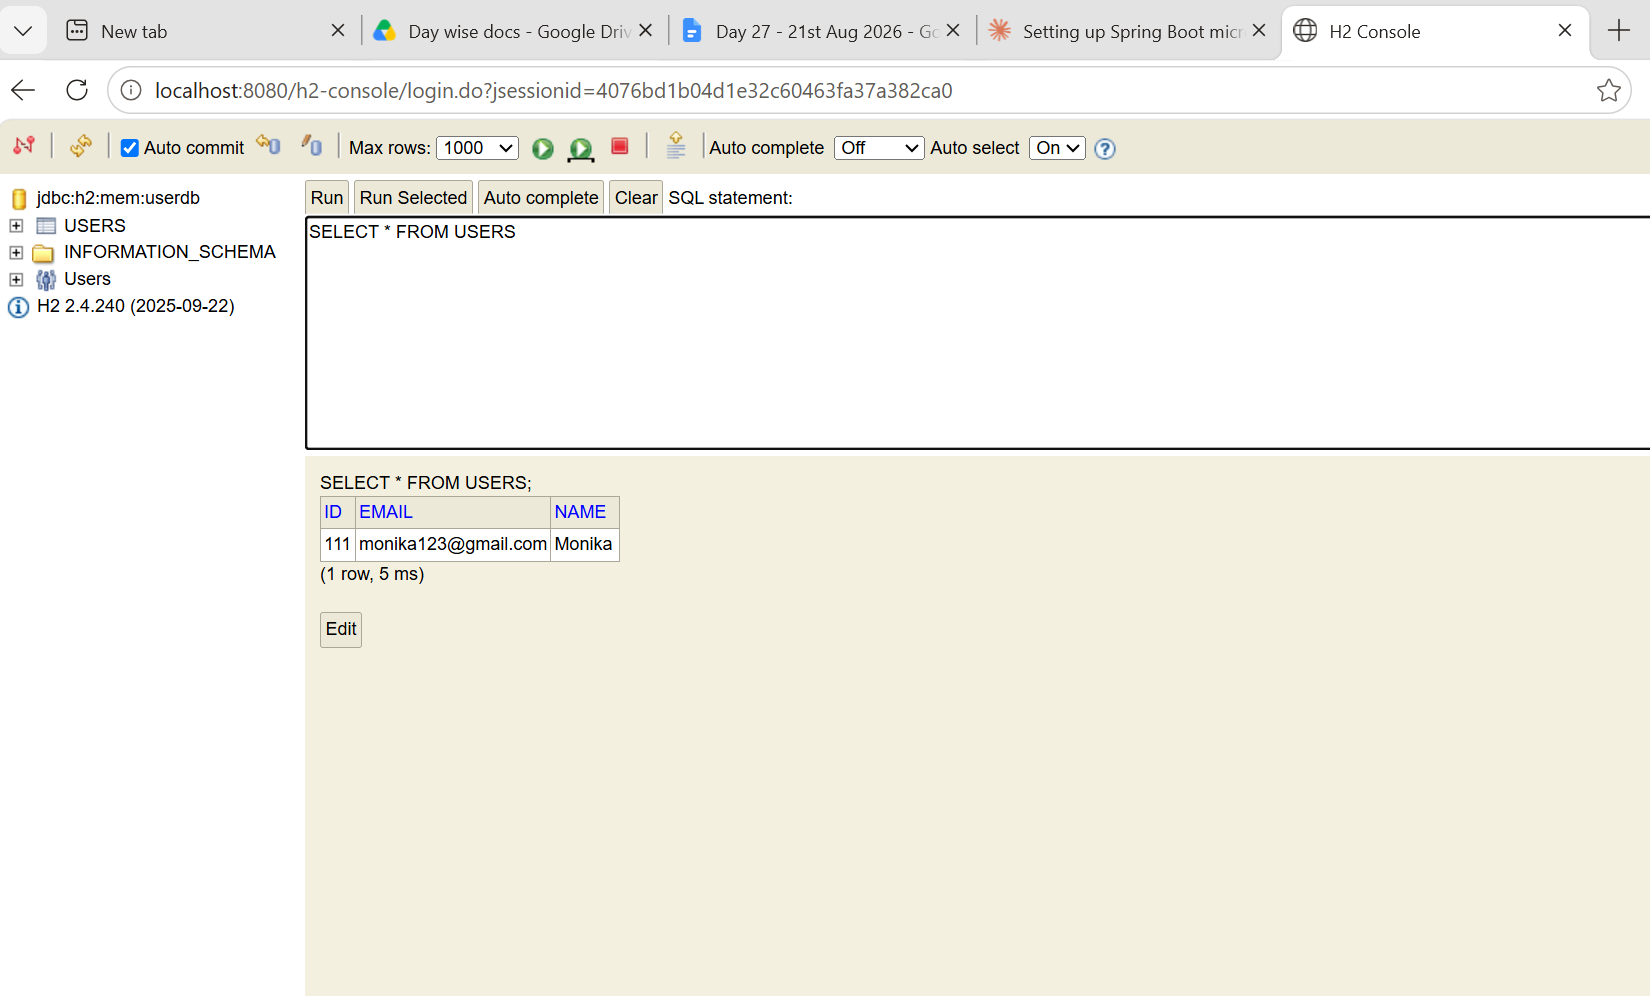 New tab
Day wise docs - Google Driv
Day 27 - 21st Aug 2026 - Go
Setting up Spring Boot micr
H2 Console
localhost:8080/h2-console/login.do?jsessionid=4076bd1b04d1e32c60463fa37a382ca0
Auto commit Max rows: 1000 Auto complete Off Auto select On
jdbc:h2:mem:userdb
USERS
INFORMATION_SCHEMA
Users
H2 2.4.240 (2025-09-22)
Run Run Selected Auto complete Clear SQL statement:
SELECT * FROM USERS
SELECT * FROM USERS;
ID EMAIL NAME
111 monika123@gmail.com Monika
(1 row, 5 ms)
Edit